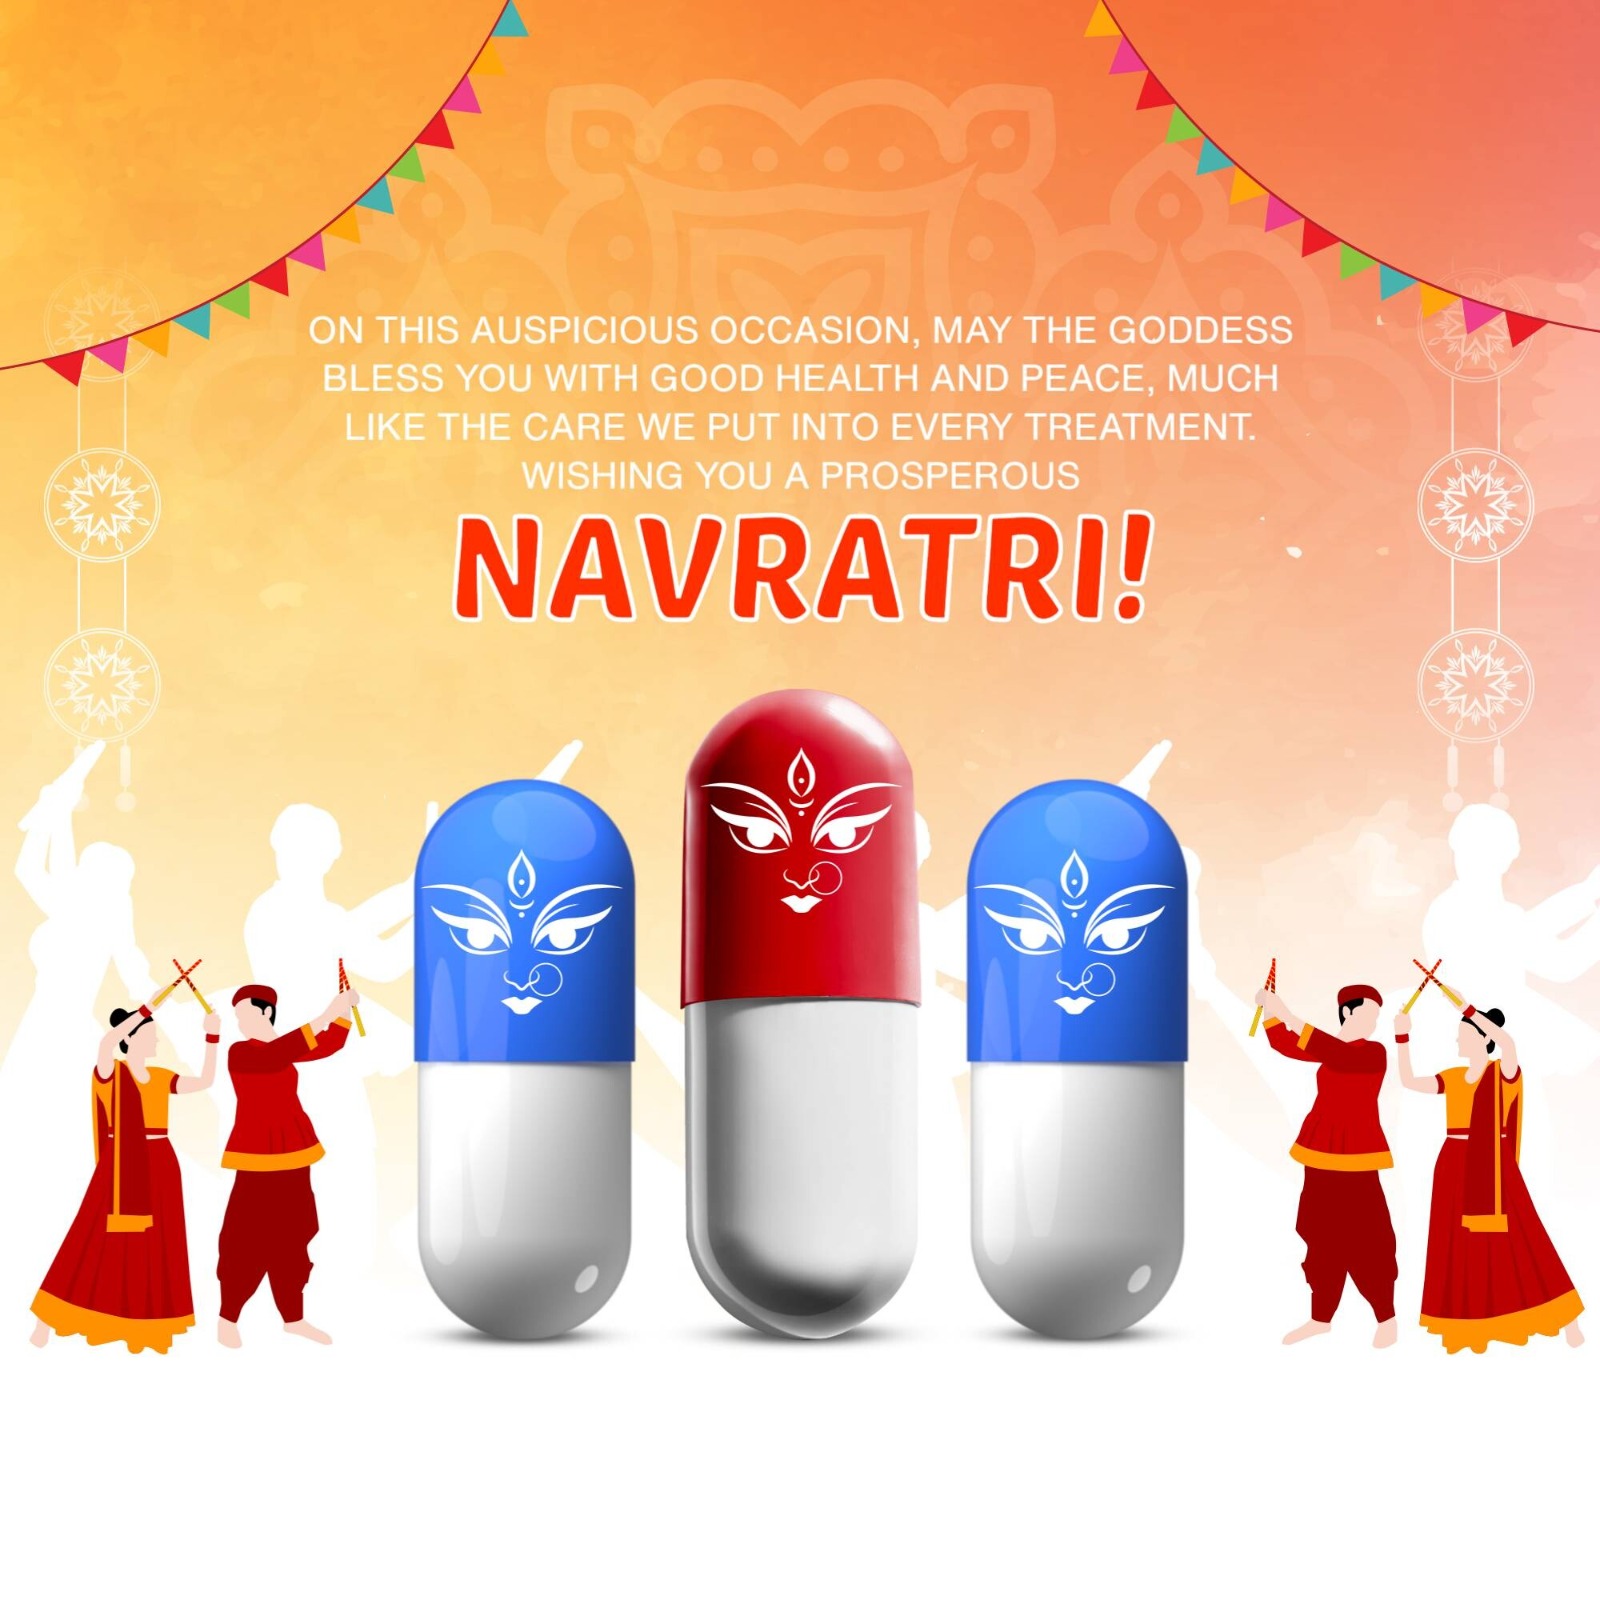 ON THIS AUSPICIOUS OCCASION, MAY THE GODDESS
BLESS YOU WITH GOOD HEALTH AND PEACE, MUCH
LIKE THE CARE WE PUT INTO EVERY TREATMENT.
WISHING YOU A PROSPEROUS
NAVRATRI!